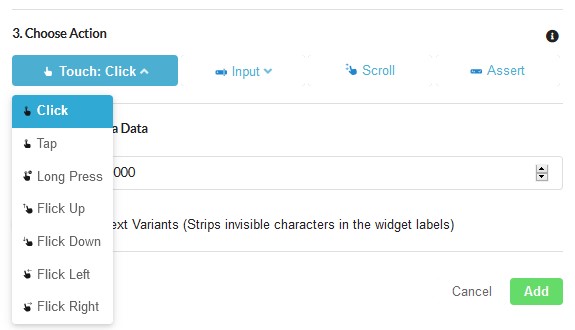 3. Choose Action
Touch: Click
Input
Scroll
Assert
Click
a Data
Tap
000
Long Press
Flick Up
ext Variants (Strips invisible characters in the widget labels)
Flick Down
Flick Left
Cancel
Add
Flick Right